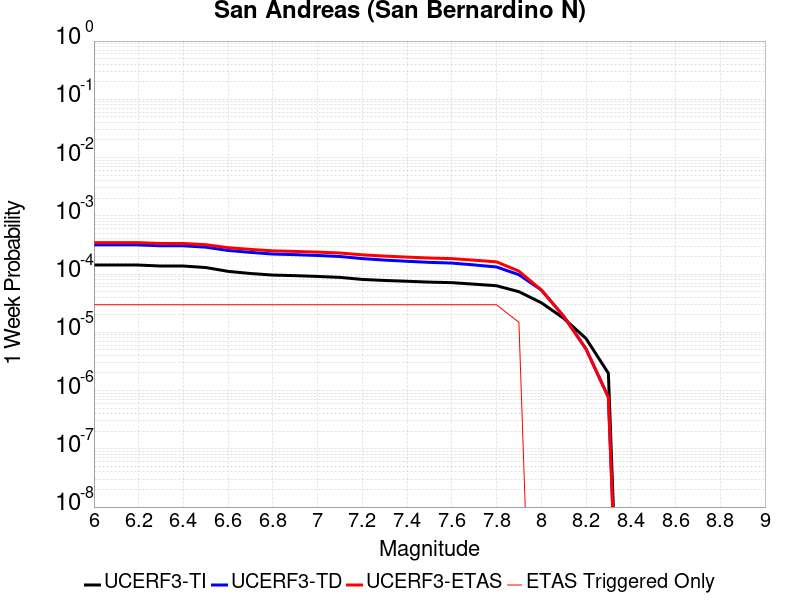 San Andreas (San Bernardino N)
10^0
10^-1
10^-2
10^-3
10^-4
10^-5
10^-6
10^-7
10^-8
1 Week Probability
6 6.2 6.4 6.6 6.8 7 7.2 7.4 7.6 7.8 8 8.2 8.4 8.6 8.8 9
Magnitude
UCERF3-TI UCERF3-TD UCERF3-ETAS ETAS Triggered Only